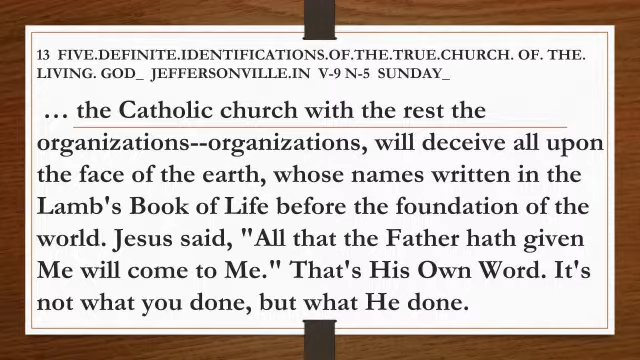 13 FIVE.DEFINITE.IDENTIFICATIONS.OF.THE.TRUE.CHURCH. OF. THE.
LIVING. GOD_ JEFFERSONVILLE.IN V-9 N-5 SUNDAY_
… the Catholic church with the rest the
organizations--organizations, will deceive all upon
the face of the earth, whose names written in the
Lamb's Book of Life before the foundation of the
world. Jesus said, "All that the Father hath given
Me will come to Me." That's His Own Word. It's
not what you done, but what He done.